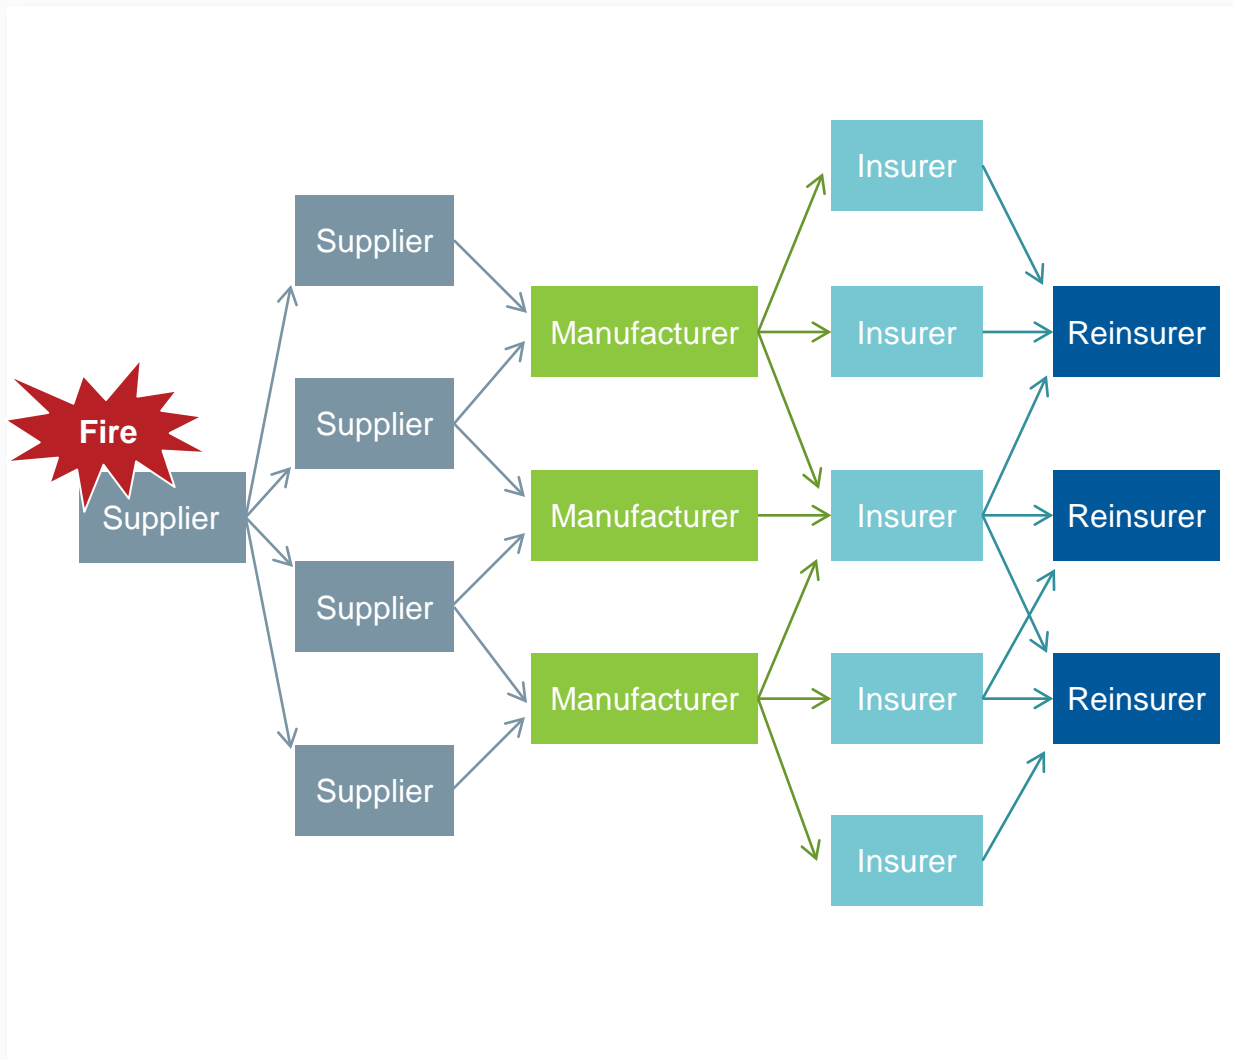 Fire
Supplier
Supplier
Supplier
Supplier
Supplier
Manufacturer
Manufacturer
Manufacturer
Insurer
Insurer
Insurer
Insurer
Insurer
Reinsurer
Reinsurer
Reinsurer